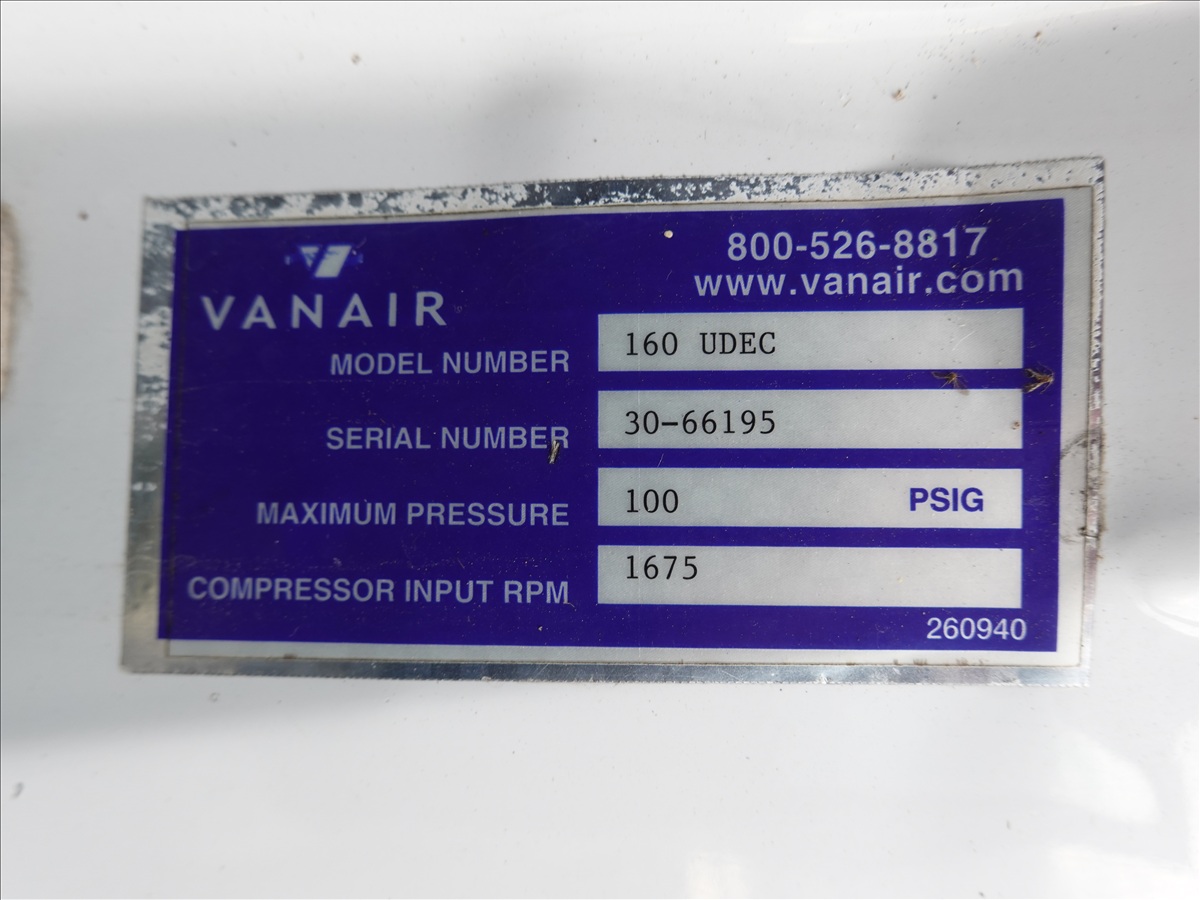 800-526-8817
www.vanair.com
VANAIR
MODEL NUMBER 160 UDEC
SERIAL NUMBER 30-66195
MAXIMUM PRESSURE 100 PSIG
COMPRESSOR INPUT RPM 1675
260940